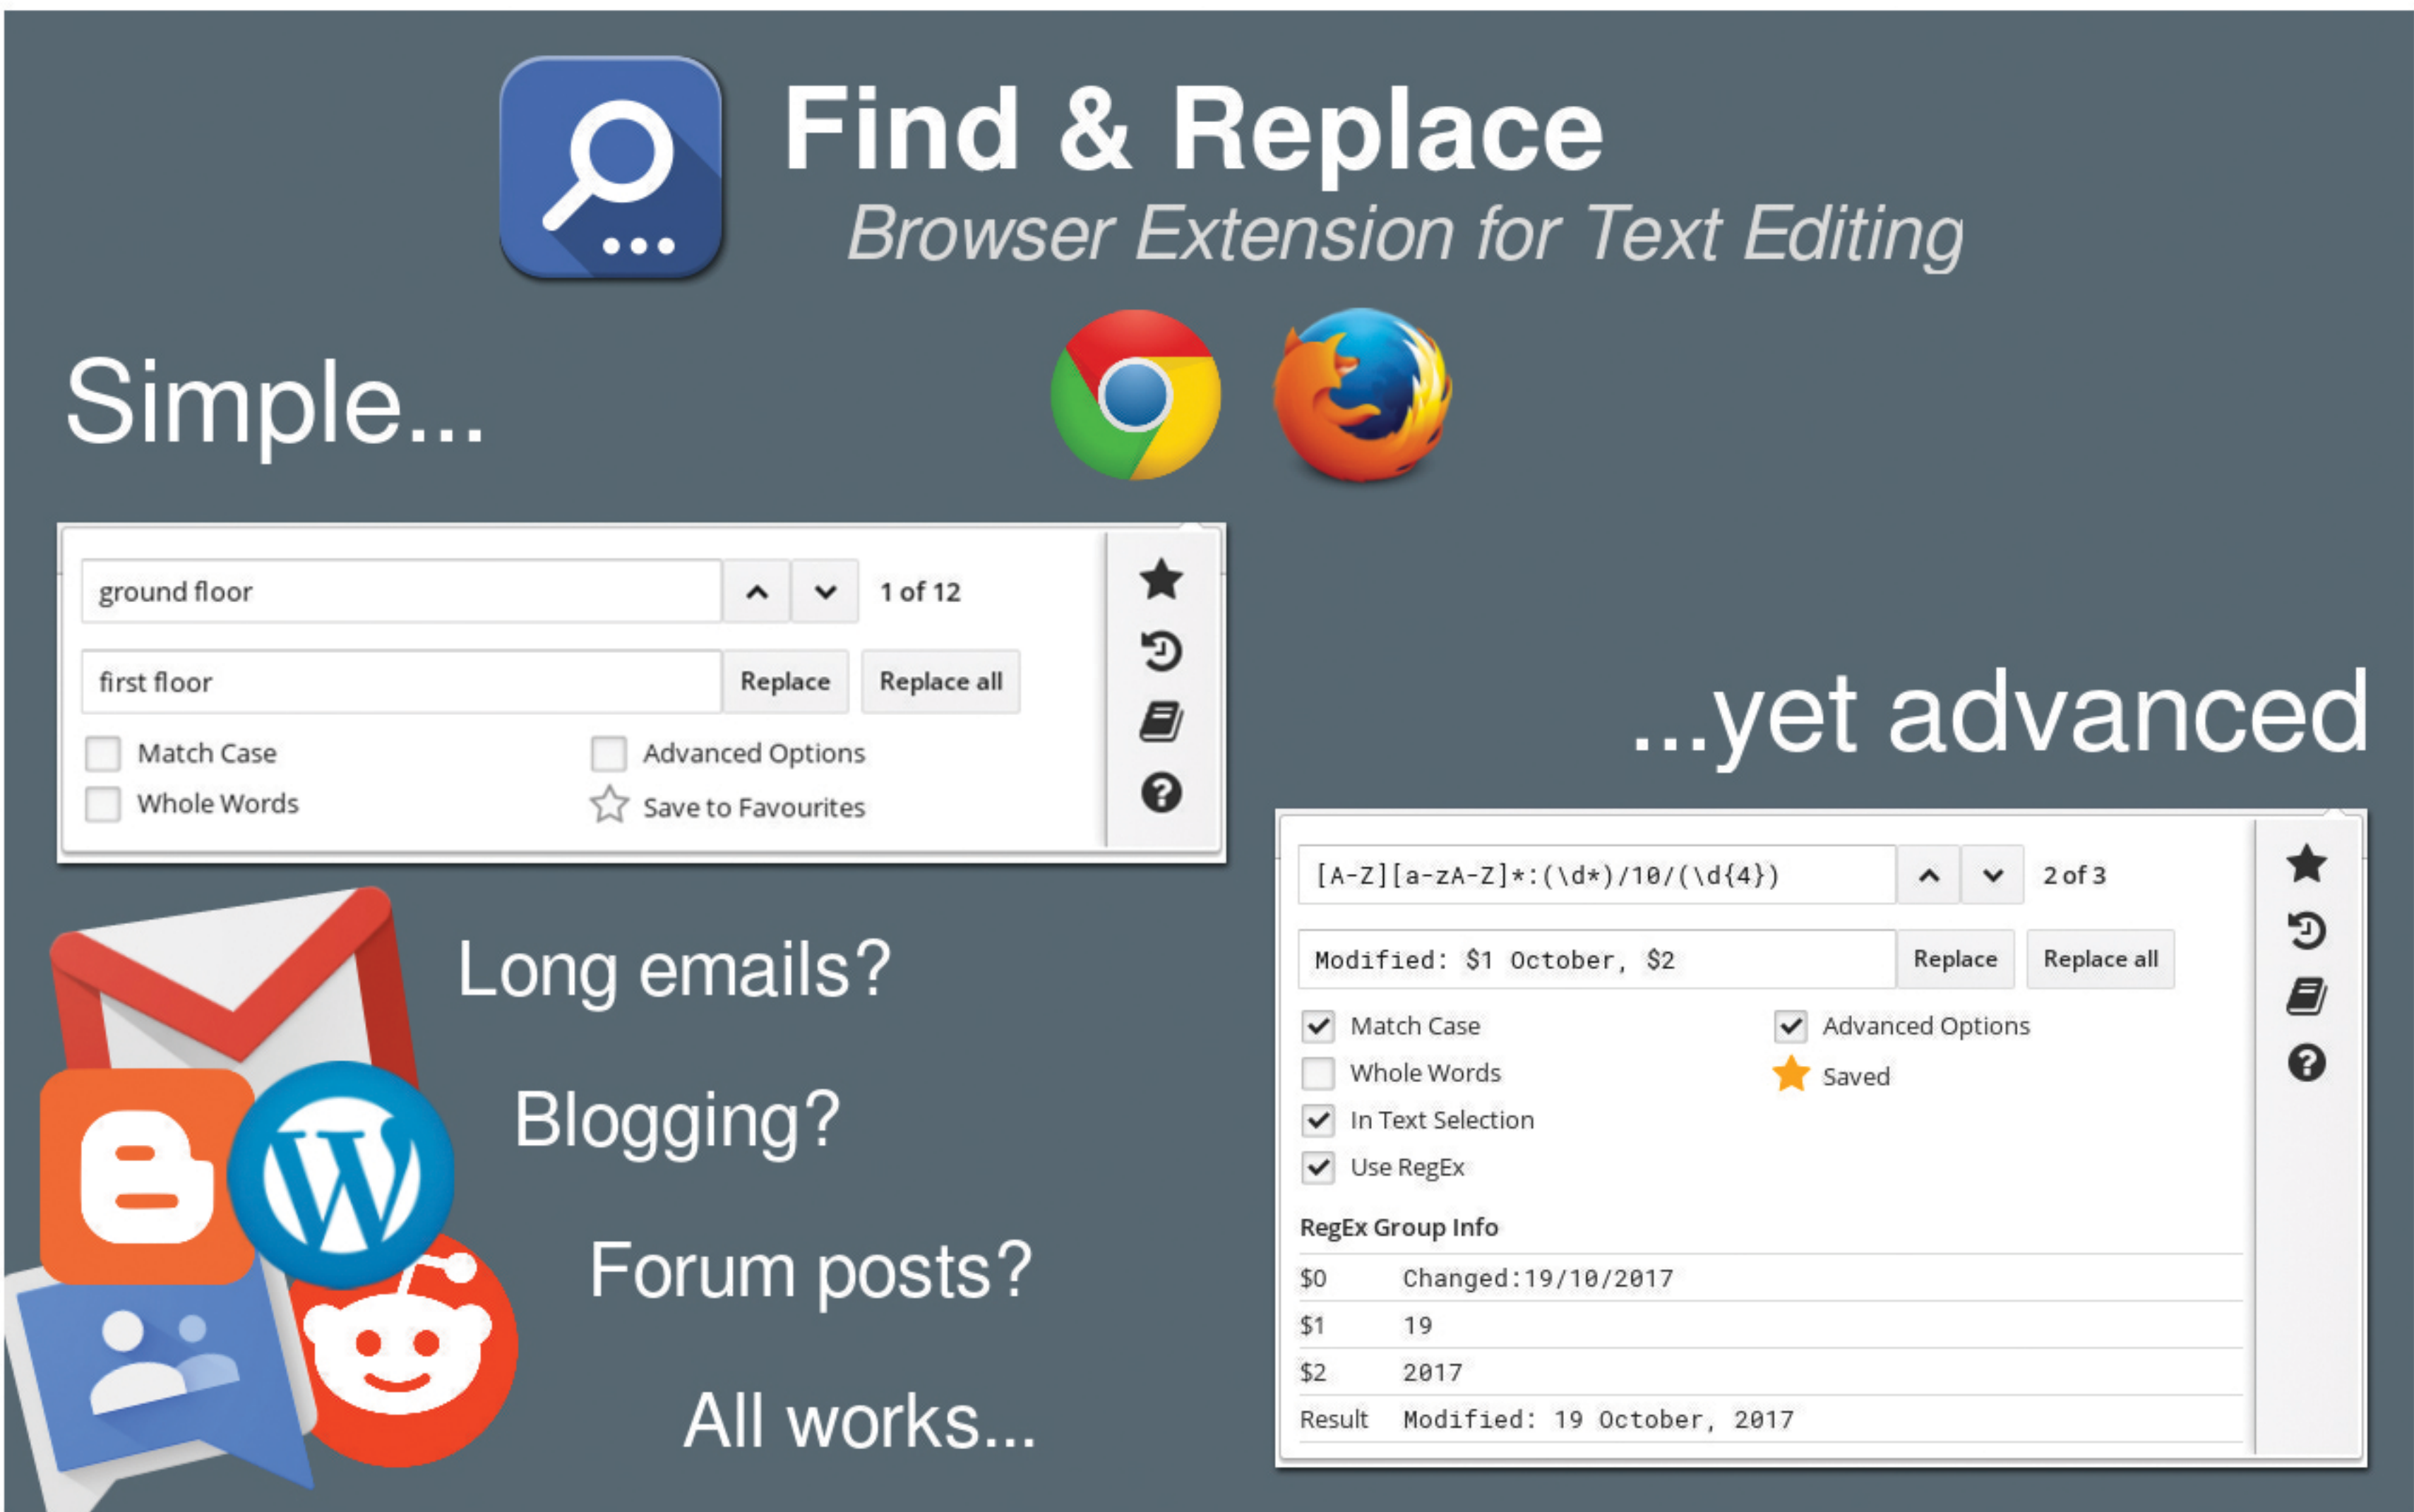 Find & Replace
Browser Extension for Text Editing
Simple...
ground floor
1 of 12
first floor
Replace
Replace all
Match Case
Advanced Options
Whole Words
Save to Favourites
...yet advanced
[A-Z][a-zA-Z]*:(\d*)/10/(\d{4})
2 of 3
Modified: $1 October, $2
Replace
Replace all
Match Case
Advanced Options
Whole Words
Saved
In Text Selection
Use RegEx
RegEx Group Info
$0 Changed:19/10/2017
$1 19
$2 2017
Result Modified: 19 October, 2017
Long emails?
Blogging?
Forum posts?
All works...